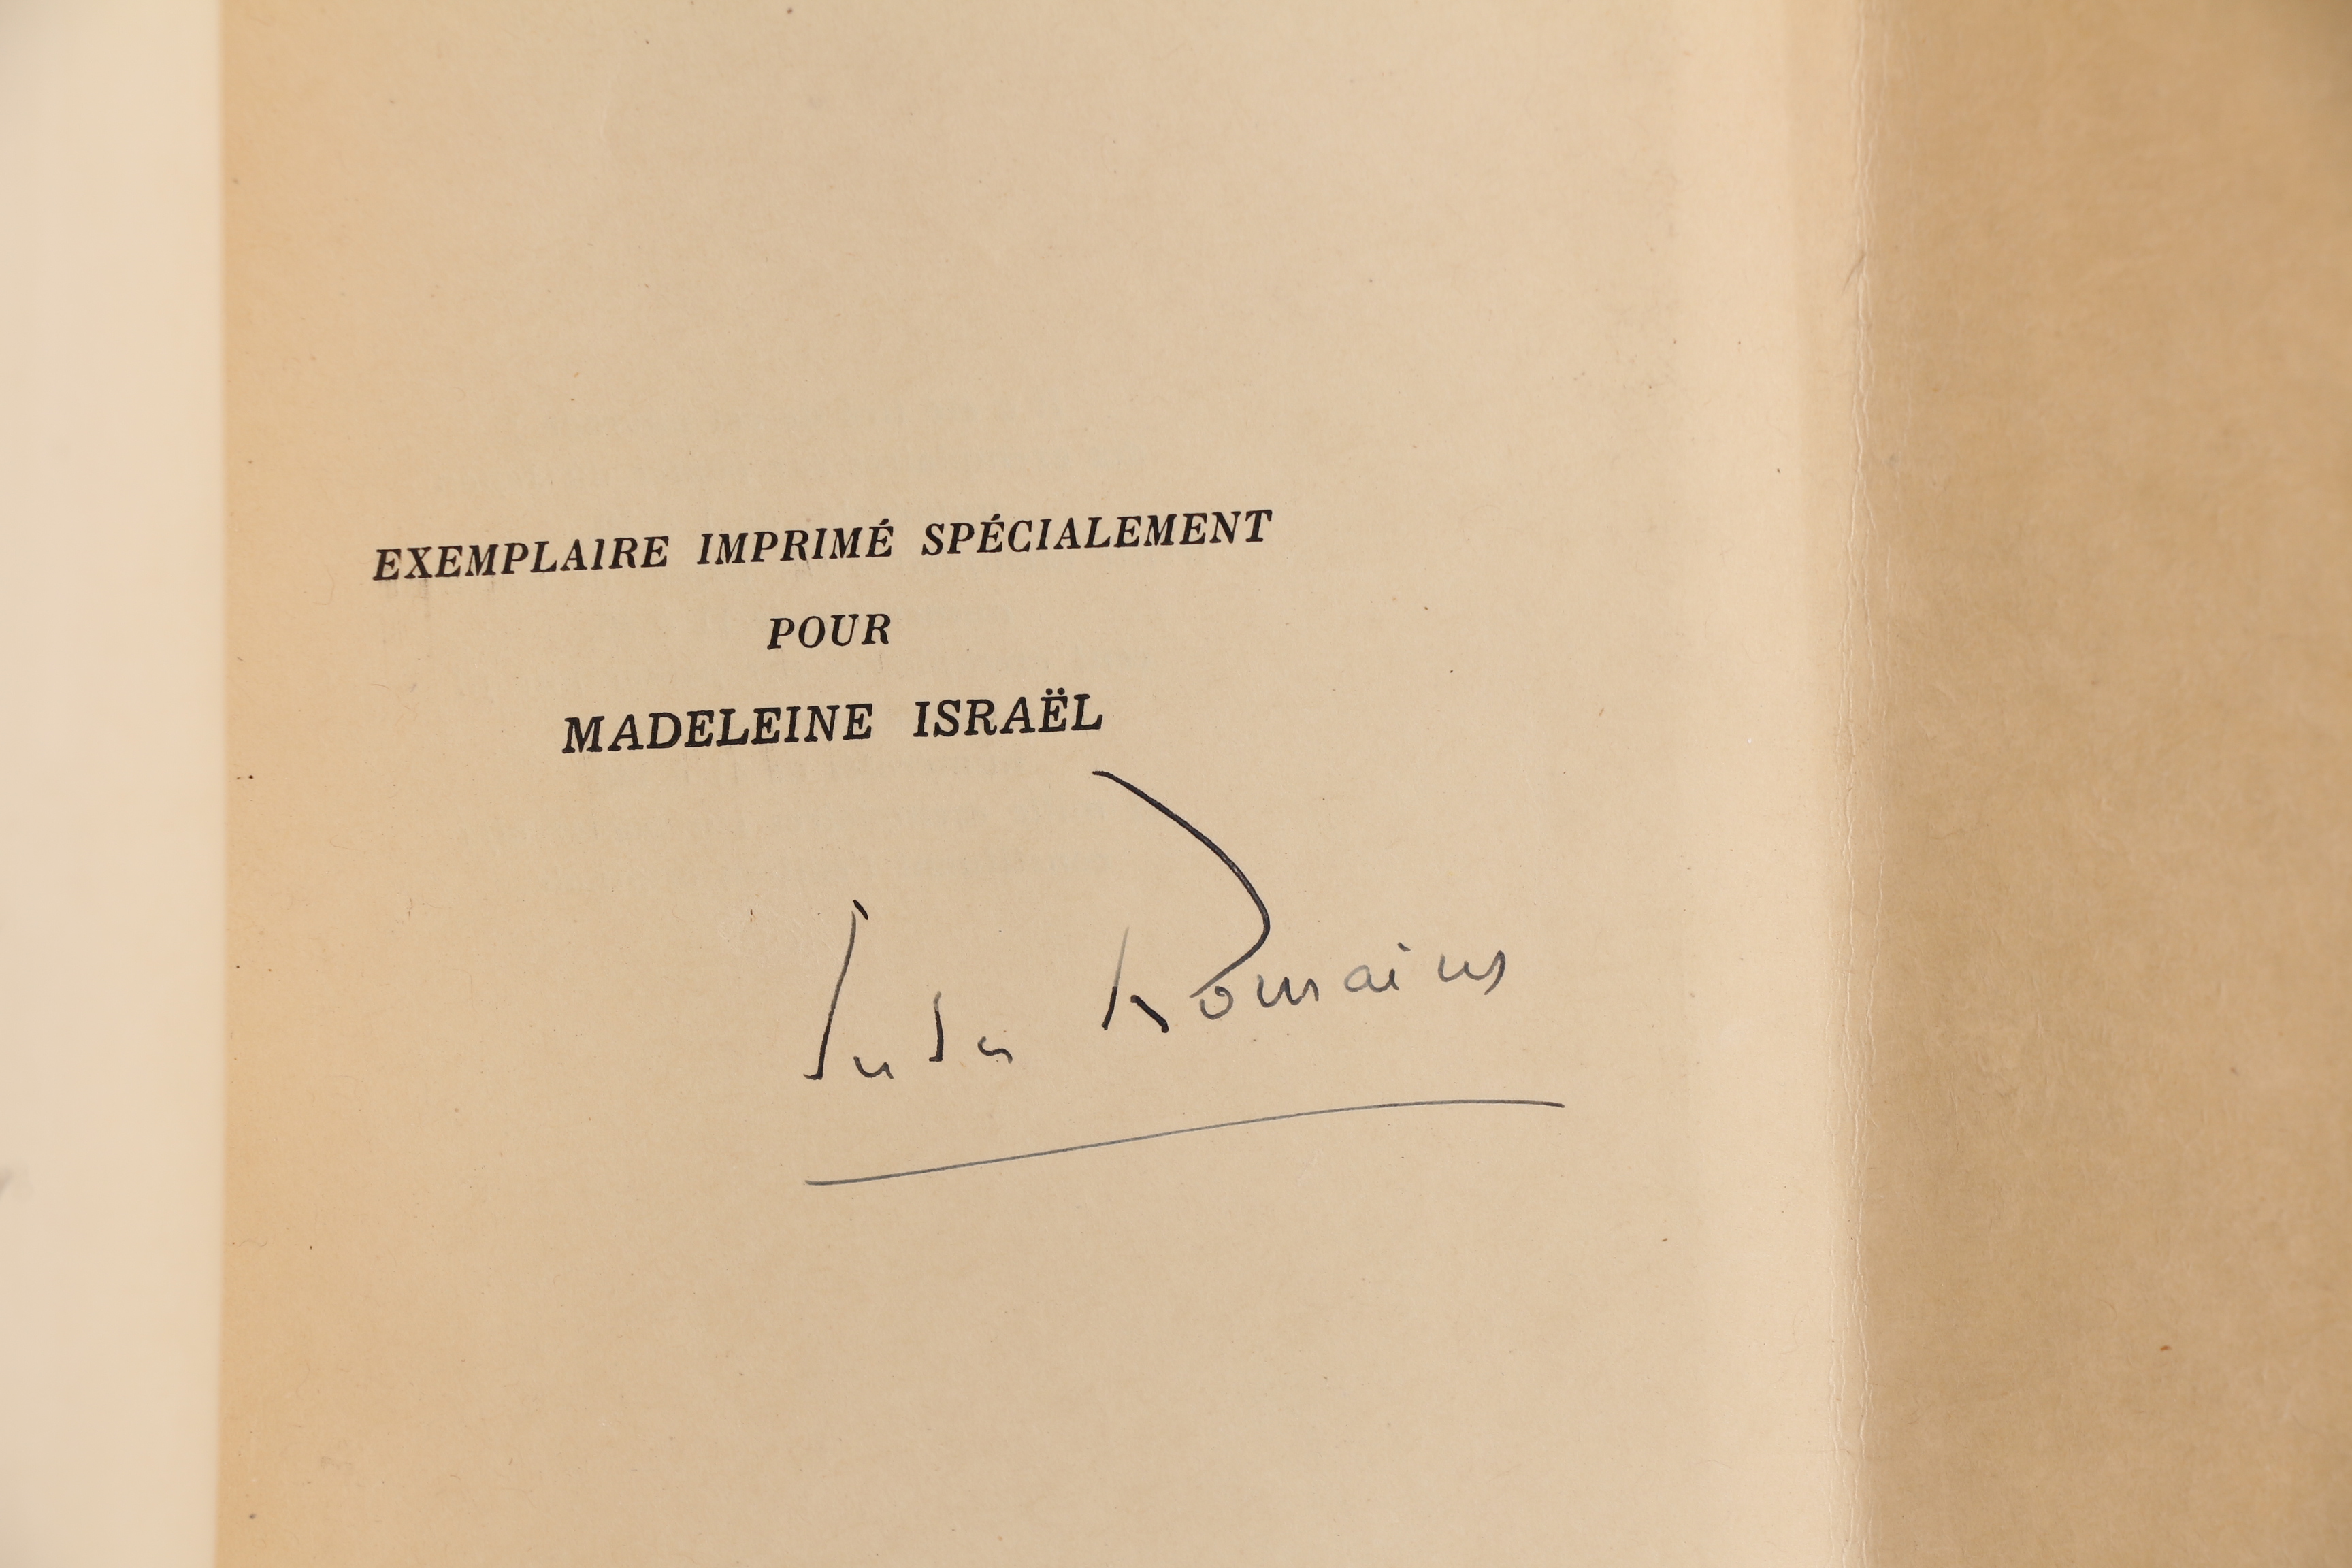 EXEMPLAIRE IMPRIMÉ SPÉCIALEMENT
POUR
MADELEINE ISRAËL
Jules Romains